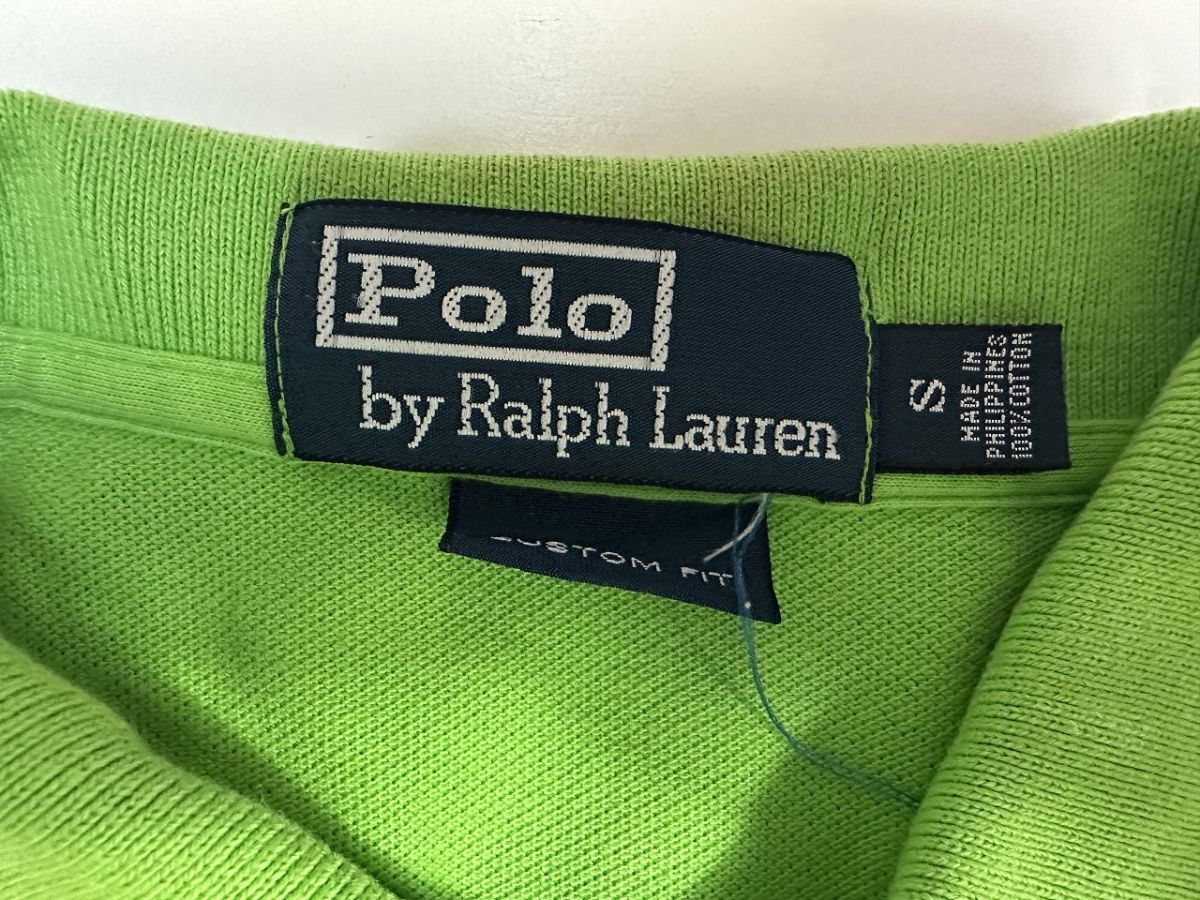 Polo
by Ralph Lauren
S
MADE IN
PHILIPPINES
100% COTTON
CUSTOM FIT